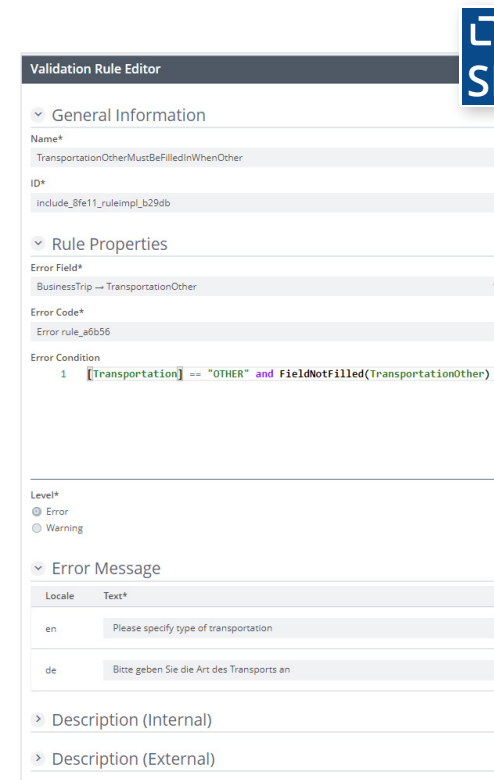 Validation Rule Editor
General Information
Name*
TransportationOtherMustBeFilledInWhenOther
ID*
include_8fe11_ruleimpl_b29db
Rule Properties
Error Field*
BusinessTrip → TransportationOther
Error Code*
Error rule_a6b56
Error Condition
1 [Transportation] == "OTHER" and FieldNotFilled(TransportationOther)
Level*
Error
Warning
Error Message
Locale Text*
en Please specify type of transportation
de Bitte geben Sie die Art des Transports an
Description (Internal)
Description (External)